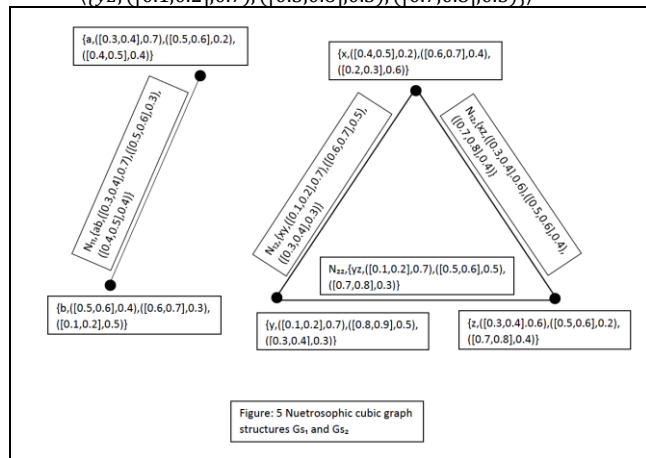 {a,([0.3,0.4],0.7),([0.5,0.6],0.2),
([0.4,0.5],0.4)}
{x,([0.4,0.5],0.2),([0.6,0.7],0.4),
([0.2,0.3],0.6)}
N₁₁,{ab,([0.3,0.4],0.7),([0.5,0.6],0.3),
([0.4,0.5],0.4)}
N₁₂,{xy,([0.1,0.2],0.7),([0.6,0.7],0.5),
([0.3,0.4],0.3)}
N₁₂,{xz,([0.3,0.4],0.6),([0.5,0.6],0.4),
([0.7,0.8],0.4)}
N₂₂,{yz,([0.1,0.2],0.7),([0.5,0.6],0.5),
([0.7,0.8],0.3)}
{b,([0.5,0.6],0.4),([0.6,0.7],0.3),
([0.1,0.2],0.5)}
{y,([0.1,0.2],0.7),([0.8,0.9],0.5),
([0.3,0.4],0.3)}
{z,([0.3,0.4].0.6),([0.5,0.6],0.2),
([0.7,0.8],0.4)}
Figure: 5 Nuetrosophic cubic graph
structures Gs₁ and Gs₂